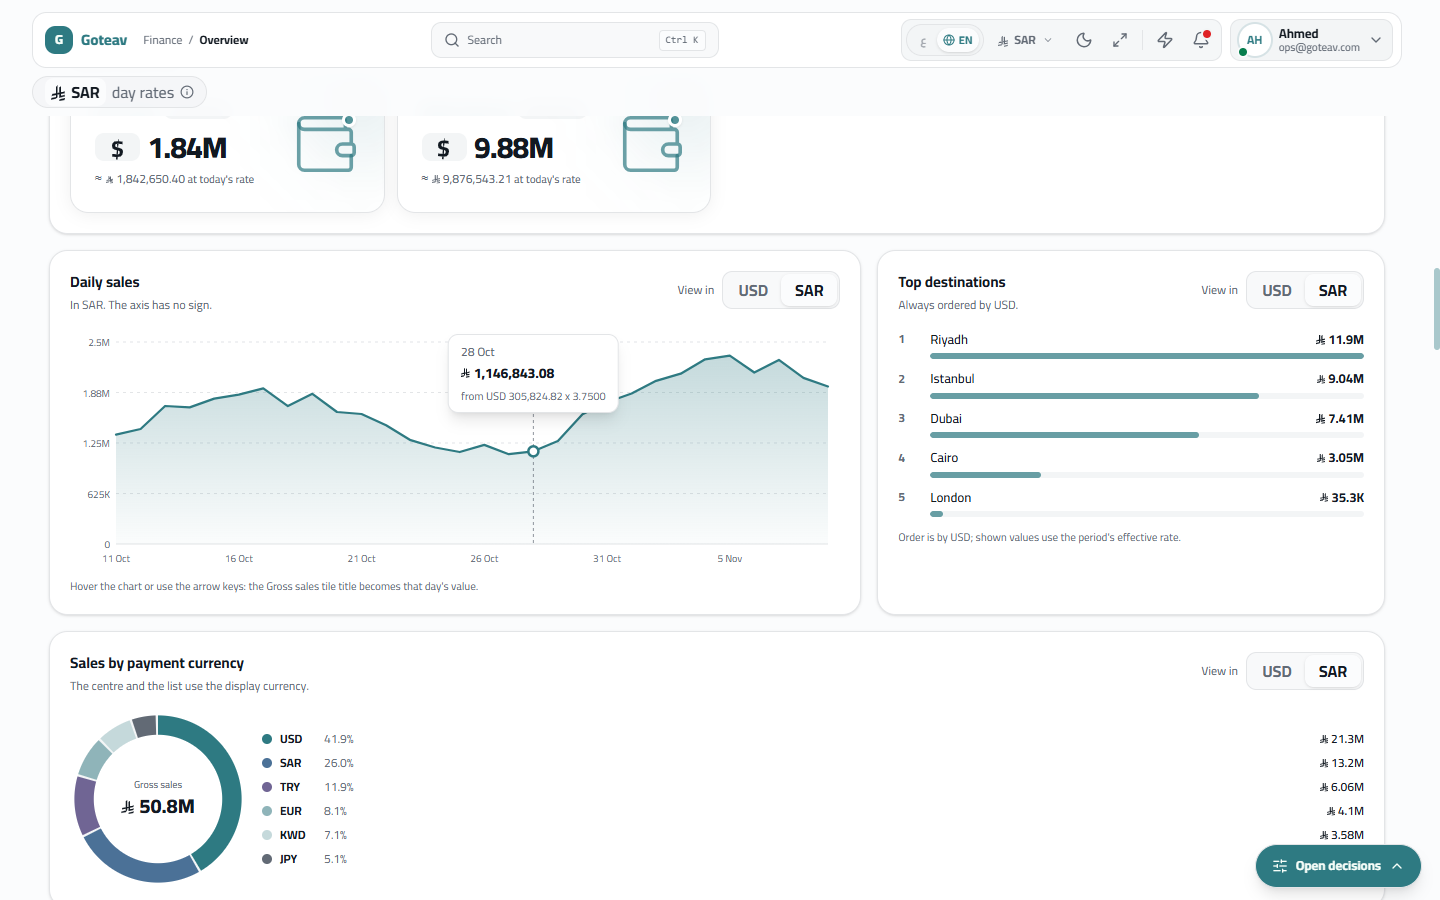 G Goteav Finance / Overview
Search Ctrl K
ع EN SAR
AH Ahmed
ops@goteav.com
SAR day rates
$ 1.84M
≈ 1,842,650.40 at today's rate
$ 9.88M
≈ 9,876,543.21 at today's rate
Daily sales
In SAR. The axis has no sign.
View in USD SAR
2.5M
1.88M
1.25M
625K
0
28 Oct
1,146,843.08
from USD 305,824.82 x 3.7500
11 Oct 16 Oct 21 Oct 26 Oct 31 Oct 5 Nov
Hover the chart or use the arrow keys: the Gross sales tile title becomes that day's value.
Top destinations
Always ordered by USD.
View in USD SAR
1 Riyadh 11.9M
2 Istanbul 9.04M
3 Dubai 7.41M
4 Cairo 3.05M
5 London 35.3K
Order is by USD; shown values use the period's effective rate.
Sales by payment currency
The centre and the list use the display currency.
View in USD SAR
Gross sales
50.8M
USD 41.9% 21.3M
SAR 26.0% 13.2M
TRY 11.9% 6.06M
EUR 8.1% 4.1M
KWD 7.1% 3.58M
JPY 5.1%
Open decisions